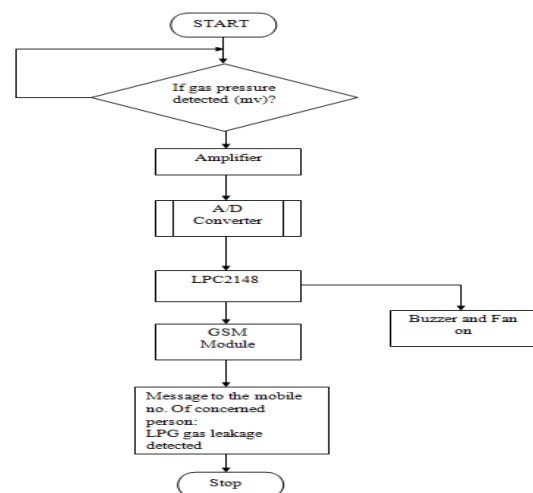 START
If gas pressure
detected (mv)?
Amplifier
A/D
Converter
LPC2148
Buzzer and Fan
on
GSM
Module
Message to the mobile
no. Of concerned
person:
LPG gas leakage
detected
Stop